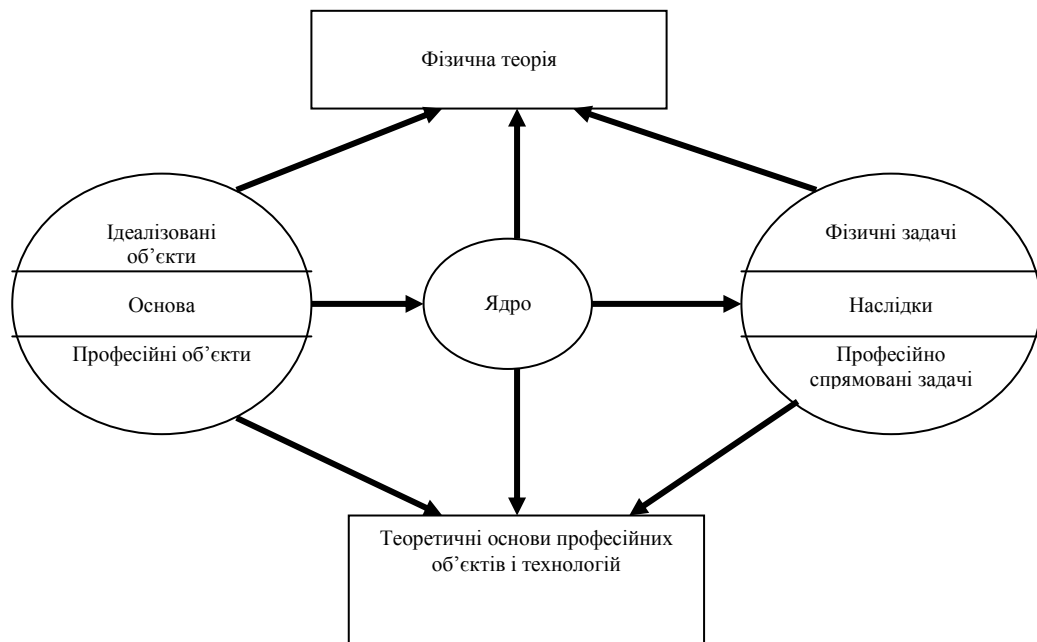 Фізична теорія
Ідеалізовані
об’єкти
Основа
Професійні об’єкти
Ядро
Фізичні задачі
Наслідки
Професійно
спрямовані задачі
Теоретичні основи професійних
об’єктів і технологій